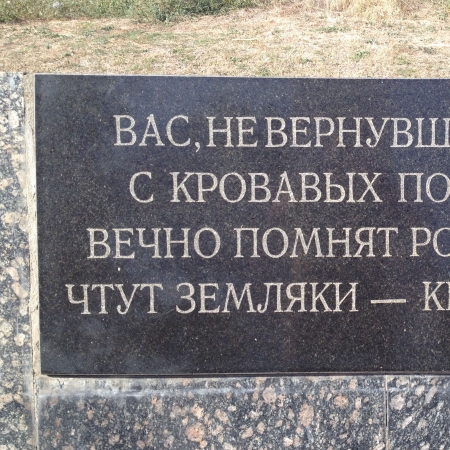 ВАС, НЕ ВЕРНУВШ
С КРОВАВЫХ ПО
ВЕЧНО ПОМНЯТ РО
ЧТУТ ЗЕМЛЯКИ —